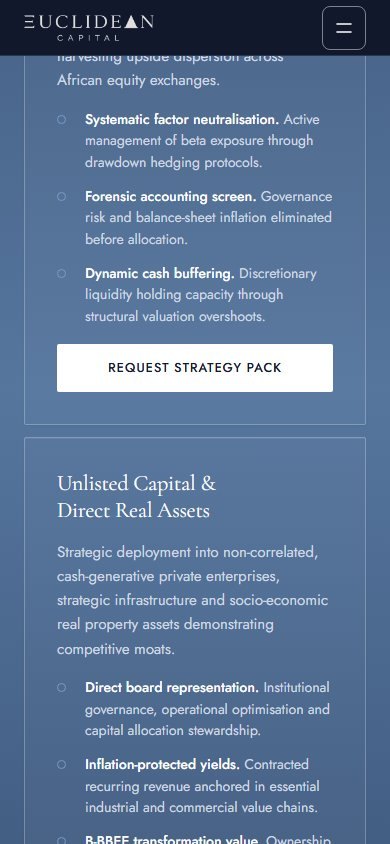 EUCLIDEAN
CAPITAL
harvesting upside dispersion across
African equity exchanges.
Systematic factor neutralisation. Active
management of beta exposure through
drawdown hedging protocols.
Forensic accounting screen. Governance
risk and balance-sheet inflation eliminated
before allocation.
Dynamic cash buffering. Discretionary
liquidity holding capacity through
structural valuation overshoots.
REQUEST STRATEGY PACK
Unlisted Capital &
Direct Real Assets
Strategic deployment into non-correlated,
cash-generative private enterprises,
strategic infrastructure and socio-economic
real property assets demonstrating
competitive moats.
Direct board representation. Institutional
governance, operational optimisation and
capital allocation stewardship.
Inflation-protected yields. Contracted
recurring revenue anchored in essential
industrial and commercial value chains.
B-BBEE transformation value. Ownership